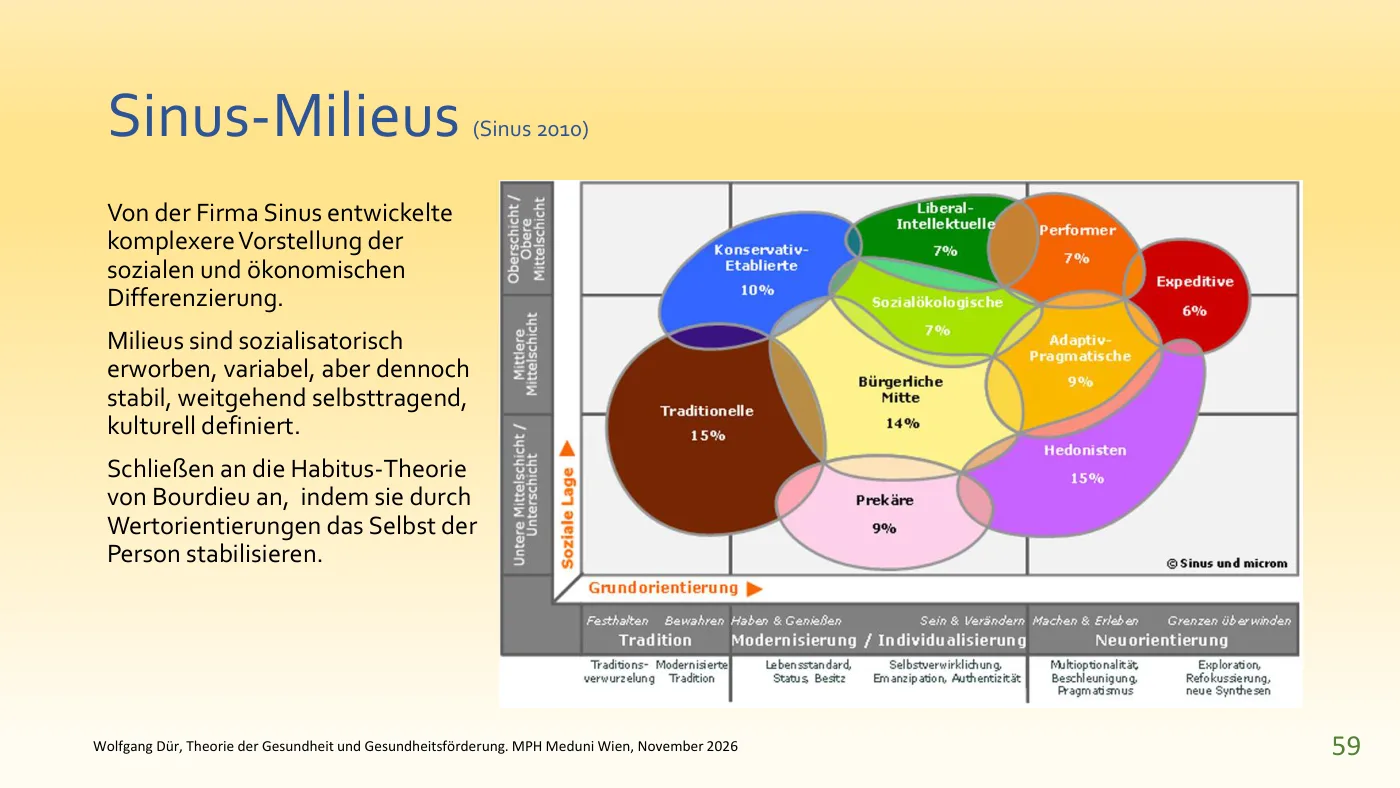 Sinus-Milieus (Sinus 2010)
Von der Firma Sinus entwickelte
komplexere Vorstellung der
sozialen und ökonomischen
Differenzierung.
Milieus sind sozialisatorisch
erworben, variabel, aber dennoch
stabil, weitgehend selbsttragend,
kulturell definiert.
Schließen an die Habitus-Theorie
von Bourdieu an, indem sie durch
Wertorientierungen das Selbst der
Person stabilisieren.
Oberschicht /
Obere
Mittelschicht
Mittlere
Mittelschicht
Untere Mittelschicht /
Unterschicht
Soziale Lage
Konservativ-
Etablierte
10%
Liberal-
Intellektuelle
7%
Performer
7%
Expeditive
6%
Sozialökologische
7%
Adaptiv-
Pragmatische
9%
Bürgerliche
Mitte
14%
Traditionelle
15%
Hedonisten
15%
Prekäre
9%
© Sinus und microm
Grundorientierung
Festhalten Bewahren Haben & Genießen Sein & Verändern Machen & Erleben Grenzen überwinden
Tradition Modernisierung / Individualisierung Neuorientierung
Traditions-
verwurzelung
Modernisierte
Tradition
Lebensstandard,
Status, Besitz
Selbstverwirklichung,
Emanzipation, Authentizität
Multioptionalität,
Beschleunigung,
Pragmatismus
Exploration,
Refokussierung,
neue Synthesen
Wolfgang Dür, Theorie der Gesundheit und Gesundheitsförderung. MPH Meduni Wien, November 2026
59